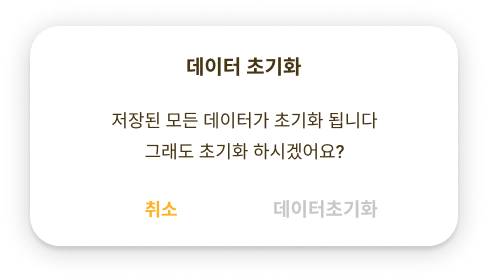 데이터 초기화
저장된 모든 데이터가 초기화 됩니다
그래도 초기화 하시겠어요?
취소 데이터초기화